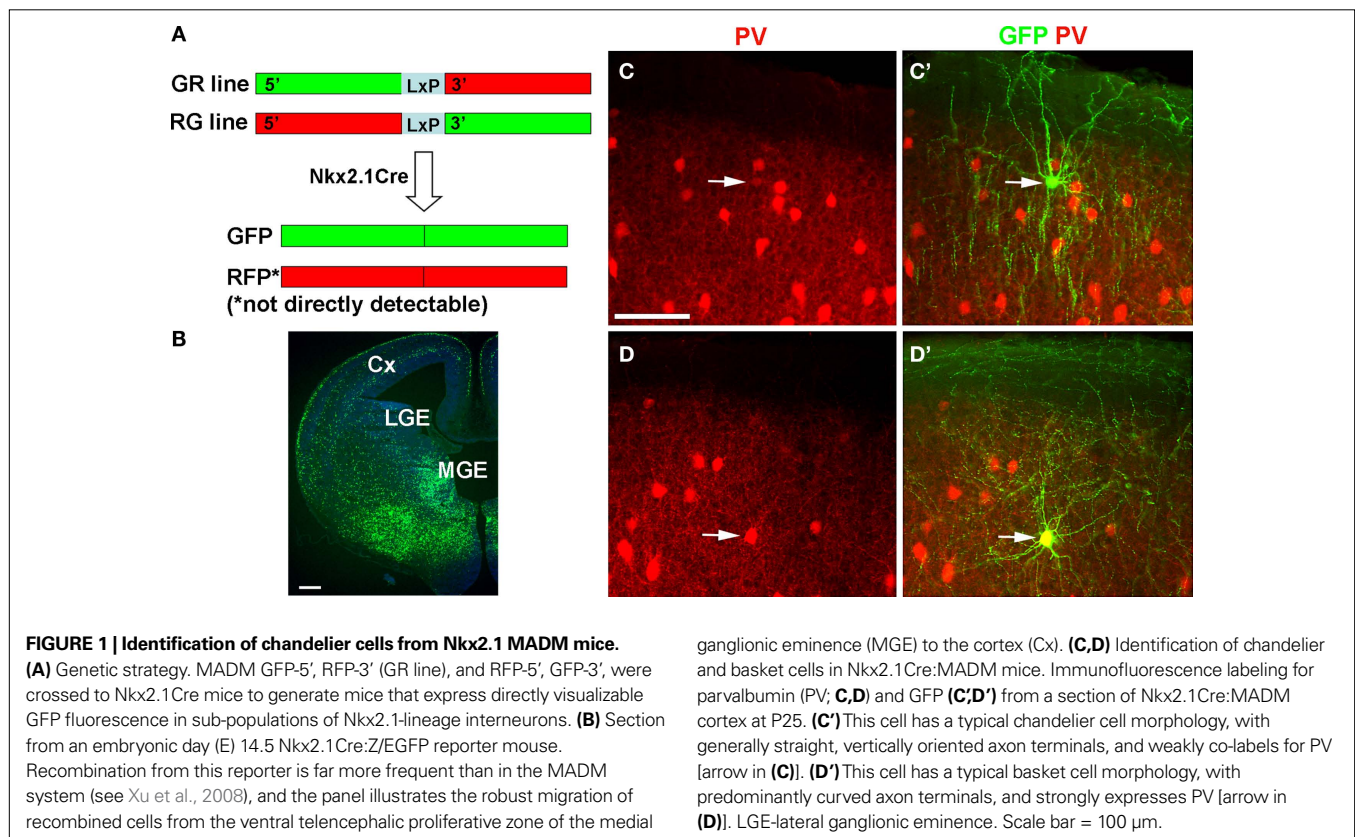 A
GR line 5' LxP 3'
RG line 5' LxP 3'
Nkx2.1Cre
GFP
RFP*
(*not directly detectable)
B
Cx
LGE
MGE
PV
GFP PV
C
C'
D
D'
FIGURE 1 | Identification of chandelier cells from Nkx2.1 MADM mice.
(A) Genetic strategy. MADM GFP-5′, RFP-3′ (GR line), and RFP-5′, GFP-3′, were
crossed to Nkx2.1Cre mice to generate mice that express directly visualizable
GFP fluorescence in sub-populations of Nkx2.1-lineage interneurons. (B) Section
from an embryonic day (E) 14.5 Nkx2.1Cre:Z/EGFP reporter mouse.
Recombination from this reporter is far more frequent than in the MADM
system (see Xu et al., 2008), and the panel illustrates the robust migration of
recombined cells from the ventral telencephalic proliferative zone of the medial
ganglionic eminence (MGE) to the cortex (Cx). (C,D) Identification of chandelier
and basket cells in Nkx2.1Cre:MADM mice. Immunofluorescence labeling for
parvalbumin (PV; C,D) and GFP (C′,D′) from a section of Nkx2.1Cre:MADM
cortex at P25. (C′) This cell has a typical chandelier cell morphology, with
generally straight, vertically oriented axon terminals, and weakly co-labels for PV
[arrow in (C)]. (D′) This cell has a typical basket cell morphology, with
predominantly curved axon terminals, and strongly expresses PV [arrow in
(D)]. LGE-lateral ganglionic eminence. Scale bar = 100 μm.